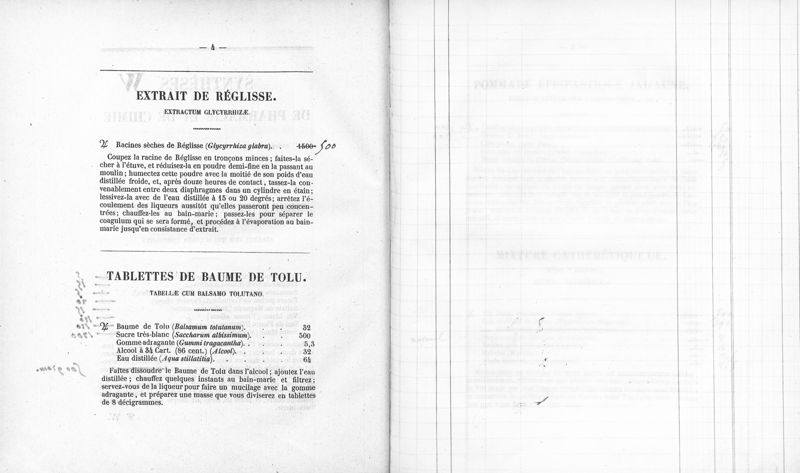 — 4 —
EXTRAIT DE RÉGLISSE.
EXTRACTUM GLYCYRRHIZÆ.
Racines sèches de Réglisse (Glycyrrhiza glabra). . 1500 500
Coupez la racine de Réglisse en tronçons minces ; faites-la sé-
cher à l'étuve, et réduisez-la en poudre demi-fine en la passant au
moulin ; humectez cette poudre avec la moitié de son poids d'eau
distillée froide, et, après douze heures de contact, tassez-la con-
venablement entre deux diaphragmes dans un cylindre en étain ;
lessivez-la avec de l'eau distillée à 15 ou 20 degrés ; arrêtez l'é-
coulement des liqueurs aussitôt qu'elles passeront peu concen-
trées ; chauffez-les au bain-marie ; passez-les pour séparer le
coagulum qui se sera formé, et procédez à l'évaporation au bain-
marie jusqu'en consistance d'extrait.
TABLETTES DE BAUME DE TOLU.
TABELLÆ CUM BALSAMO TOLUTANO.
Baume de Tolu (Balsamum tolutanum). . . 32
Sucre très-blanc (Saccharum albissimum). . . 500
Gomme adragante (Gummi tragacantha). . . 5,3
Alcool à 34 Cart. (86 cent.) (Alcool). . . 32
Eau distillée (Aqua stillatitia). . . . . 64
Faites dissoudre le Baume de Tolu dans l'alcool ; ajoutez l'eau
distillée ; chauffez quelques instants au bain-marie et filtrez ;
servez-vous de la liqueur pour faire un mucilage avec la gomme
adragante , et préparez une masse que vous diviserez en tablettes
de 8 décigrammes.